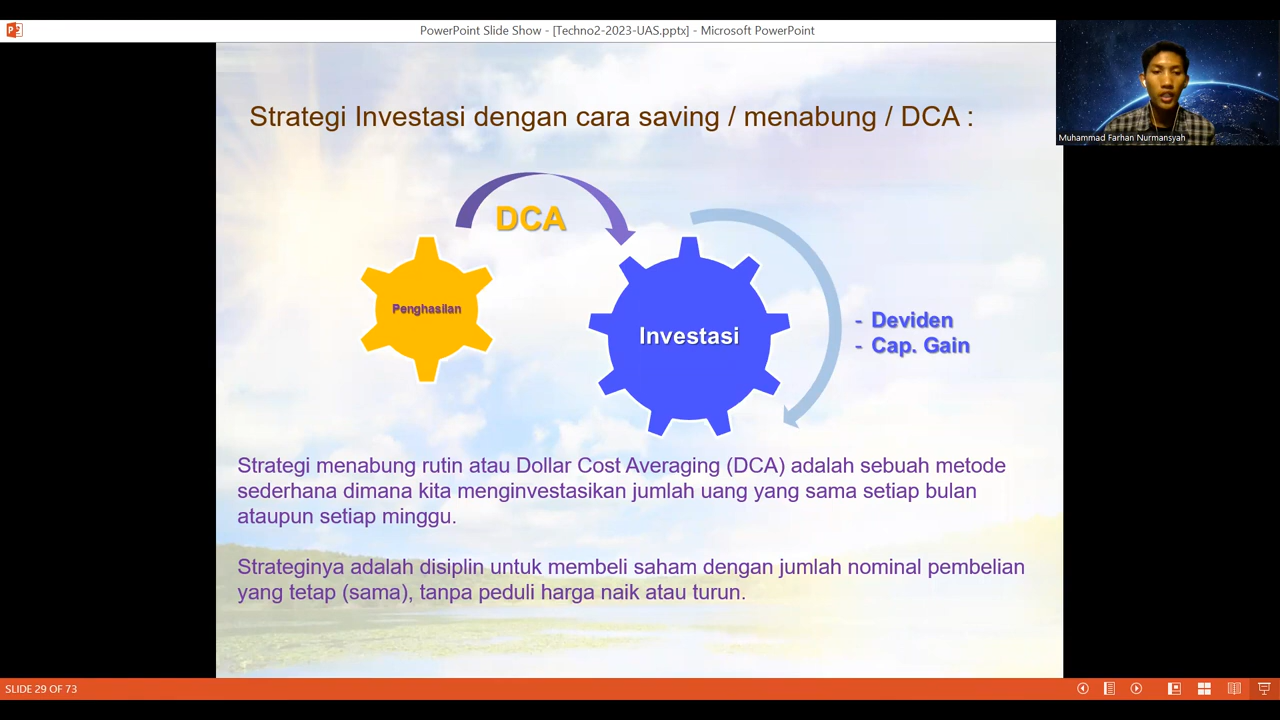 PowerPoint Slide Show - [Techno2-2023-UAS.pptx] - Microsoft PowerPoint
Muhammad Farhan Nurmansyah
Strategi Investasi dengan cara saving / menabung / DCA :
DCA
Penghasilan
Investasi
- Deviden
- Cap. Gain
Strategi menabung rutin atau Dollar Cost Averaging (DCA) adalah sebuah metode
sederhana dimana kita menginvestasikan jumlah uang yang sama setiap bulan
ataupun setiap minggu.
Strateginya adalah disiplin untuk membeli saham dengan jumlah nominal pembelian
yang tetap (sama), tanpa peduli harga naik atau turun.
SLIDE 29 OF 73